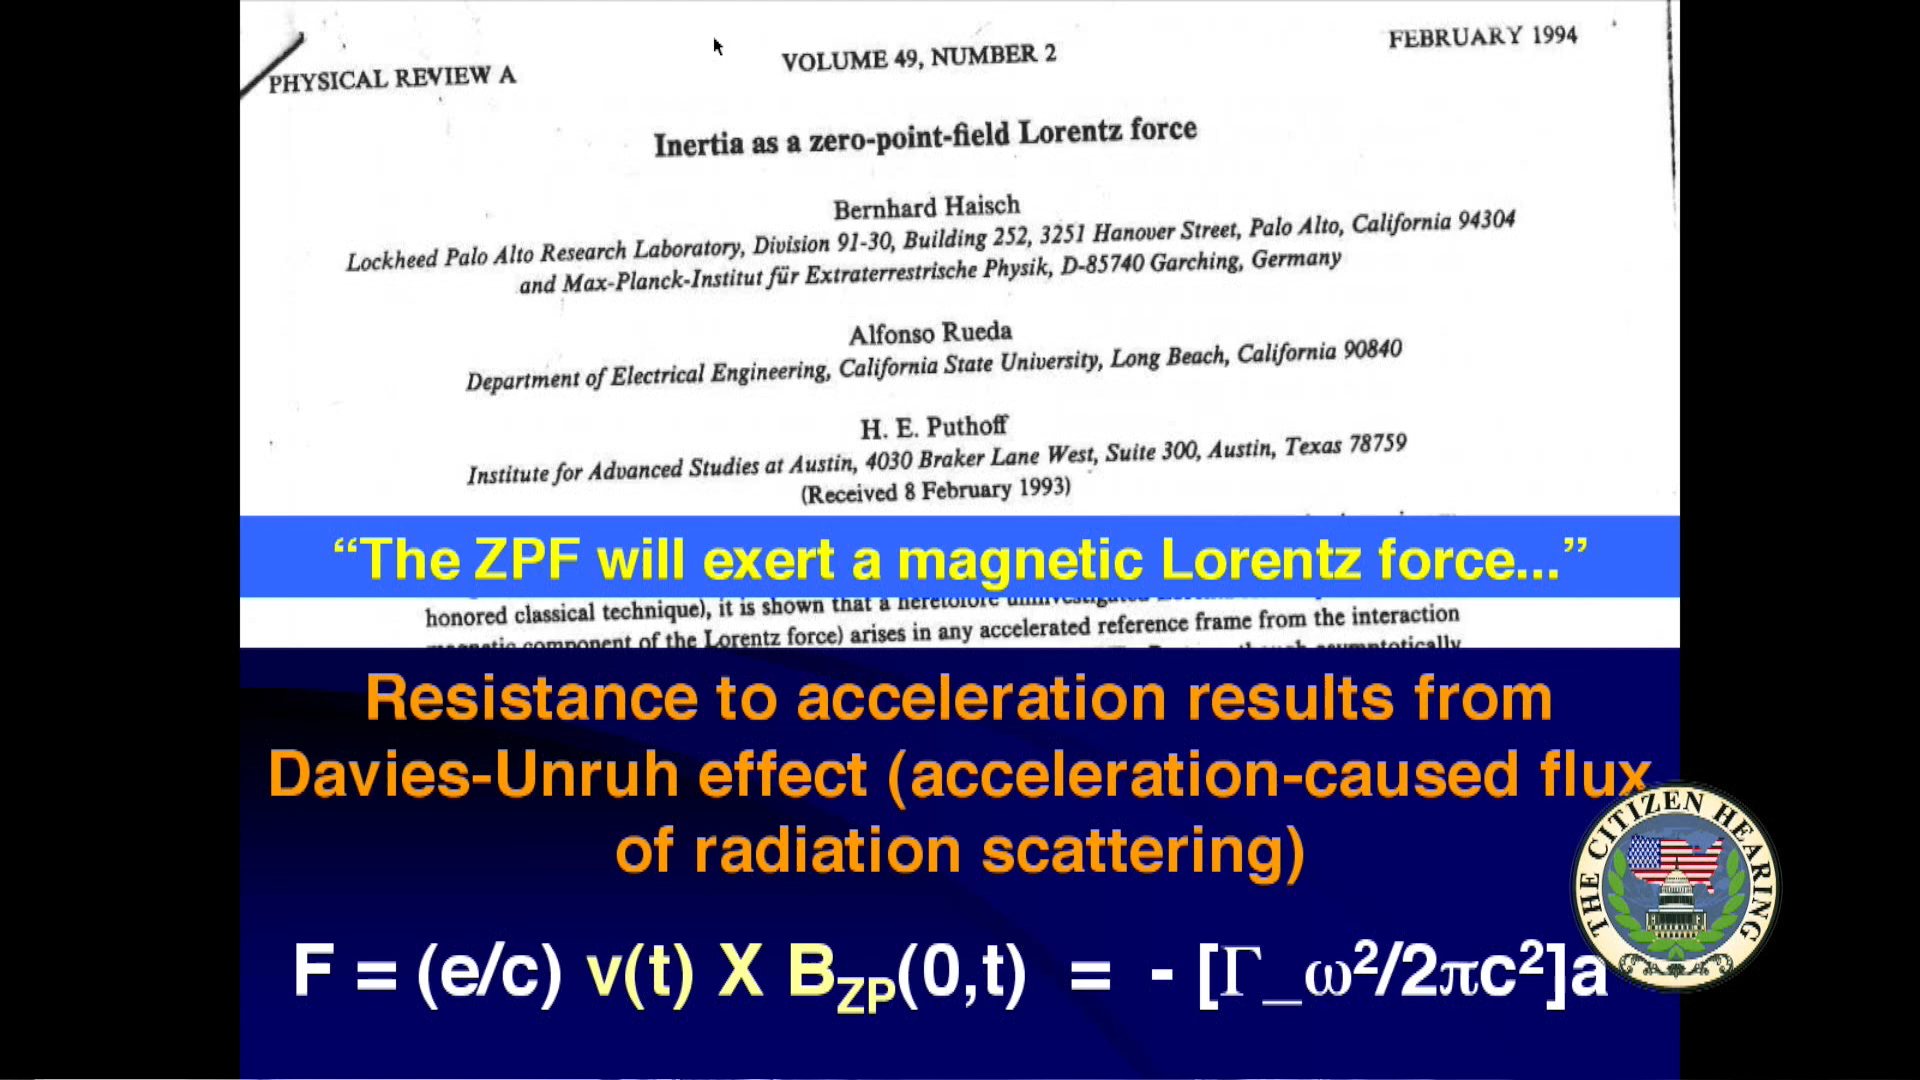 PHYSICAL REVIEW A
VOLUME 49, NUMBER 2
FEBRUARY 1994
Inertia as a zero-point-field Lorentz force
Bernhard Haisch
Lockheed Palo Alto Research Laboratory, Division 91-30, Building 252, 3251 Hanover Street, Palo Alto, California 94304
and Max-Planck-Institut für Extraterrestrische Physik, D-85740 Garching, Germany
Alfonso Rueda
Department of Electrical Engineering, California State University, Long Beach, California 90840
H. E. Puthoff
Institute for Advanced Studies at Austin, 4030 Braker Lane West, Suite 300, Austin, Texas 78759
(Received 8 February 1993)
“The ZPF will exert a magnetic Lorentz force...”
honored classical technique), it is shown that a heretofore uninvestigated
magnetic component of the Lorentz force) arises in any accelerated reference frame from the interaction
asymptotically
Resistance to acceleration results from
Davies-Unruh effect (acceleration-caused flux
of radiation scattering)
F = (e/c) v(t) X B_ZP(0,t) = - [Γ_ω²/2πc²]a
THE CITIZEN HEARING